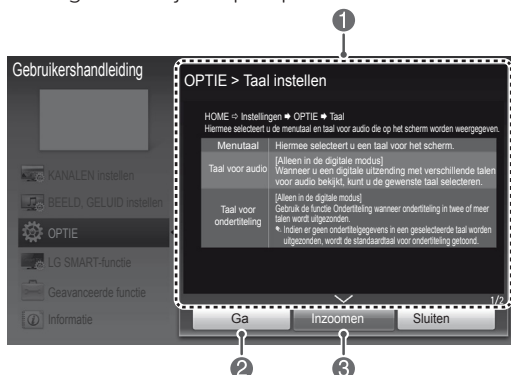 1
Gebruikershandleiding
KANALEN instellen
BEELD, GELUID instellen
OPTIE
LG SMART-functie
Geavanceerde functie
Informatie
OPTIE > Taal instellen
HOME ⇨ Instellingen ➡ OPTIE ➡ Taal
Hiermee selecteert u de menutaal en taal voor audio die op het scherm worden weergegeven.
Menutaal Hiermee selecteert u een taal voor het scherm.
Taal voor audio
[Alleen in de digitale modus]
Wanneer u een digitale uitzending met verschillende talen
voor audio bekijkt, kunt u de gewenste taal selecteren.
Taal voor
ondertiteling
[Alleen in de digitale modus]
Gebruik de functie Ondertiteling wanneer ondertiteling in twee of meer
talen wordt uitgezonden.
Indien er geen ondertitelgegevens in een geselecteerde taal worden
uitgezonden, wordt de standaardtaal voor ondertiteling getoond.
1/2
Ga Inzoomen Sluiten
2 3